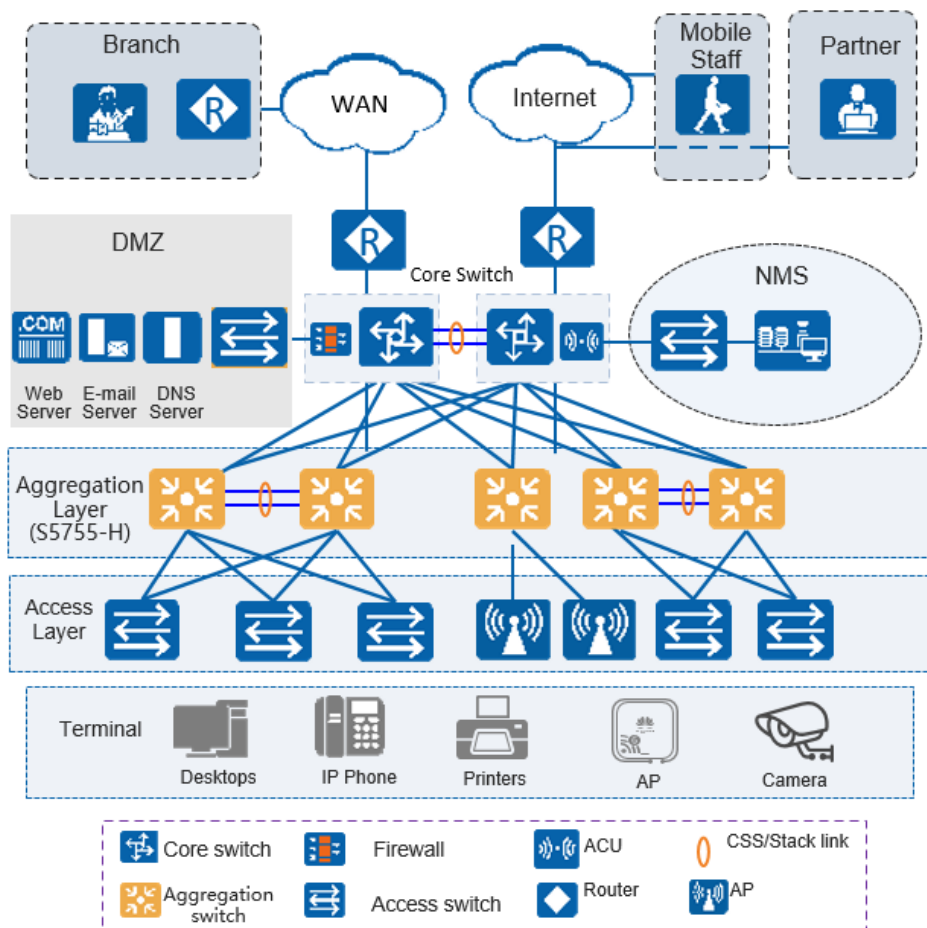 Branch
R
WAN
Internet
Mobile
Staff
Partner
R
R
DMZ
Core Switch
NMS
.COM
Web
Server
E-mail
Server
DNS
Server
Aggregation
Layer
(S5755-H)
Access
Layer
Terminal
Desktops
IP Phone
Printers
AP
Camera
Core switch
Firewall
ACU
CSS/Stack link
Aggregation
switch
Access switch
Router
AP